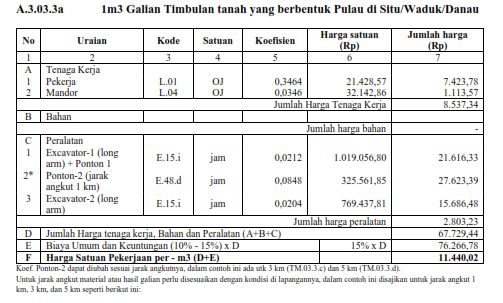 A.3.03.3a 1m3 Galian Timbulan tanah yang berbentuk Pulau di Situ/Waduk/Danau
No Uraian Kode Satuan Koefisien Harga satuan (Rp) Jumlah harga (Rp)
1 2 3 4 5 6 7
A Tenaga Kerja
1 Pekerja L.01 OJ 0,3464 21.428,57 7.423,78
2 Mandor L.04 OJ 0,0346 32.142,86 1.113,57
Jumlah Harga Tenaga Kerja 8.537,34
B Bahan
Jumlah harga bahan -
C Peralatan
1 Excavator-1 (long arm) + Ponton 1 E.15.i jam 0,0212 1.019.056,80 21.616,33
2* Ponton-2 (jarak angkut 1 km) E.48.d jam 0,0848 325.561,85 27.623,39
3 Excavator-2 (long arm) E.15.i jam 0,0204 769.437,81 15.686,48
Jumlah harga peralatan 2.803,23
D Jumlah Harga tenaga kerja, Bahan dan Peralatan (A+B+C) 67.729,44
E Biaya Umum dan Keuntungan (10% - 15%) x D 15% x D 76.266,78
F Harga Satuan Pekerjaan per - m3 (D+E) 11.440,02
Koef. Ponton-2 dapat diubah sesuai jarak angkutnya, dalam contoh ini ada utk 3 km (TM.03.3.c) dan 5 km (TM.03.3.d).
Untuk jarak angkut material atau hasil galian perlu disesuaikan dengan kondisi di lapangannya, dalam contoh ini disajikan untuk jarak angkut 1
km, 3 km, dan 5 km seperti berikut ini: